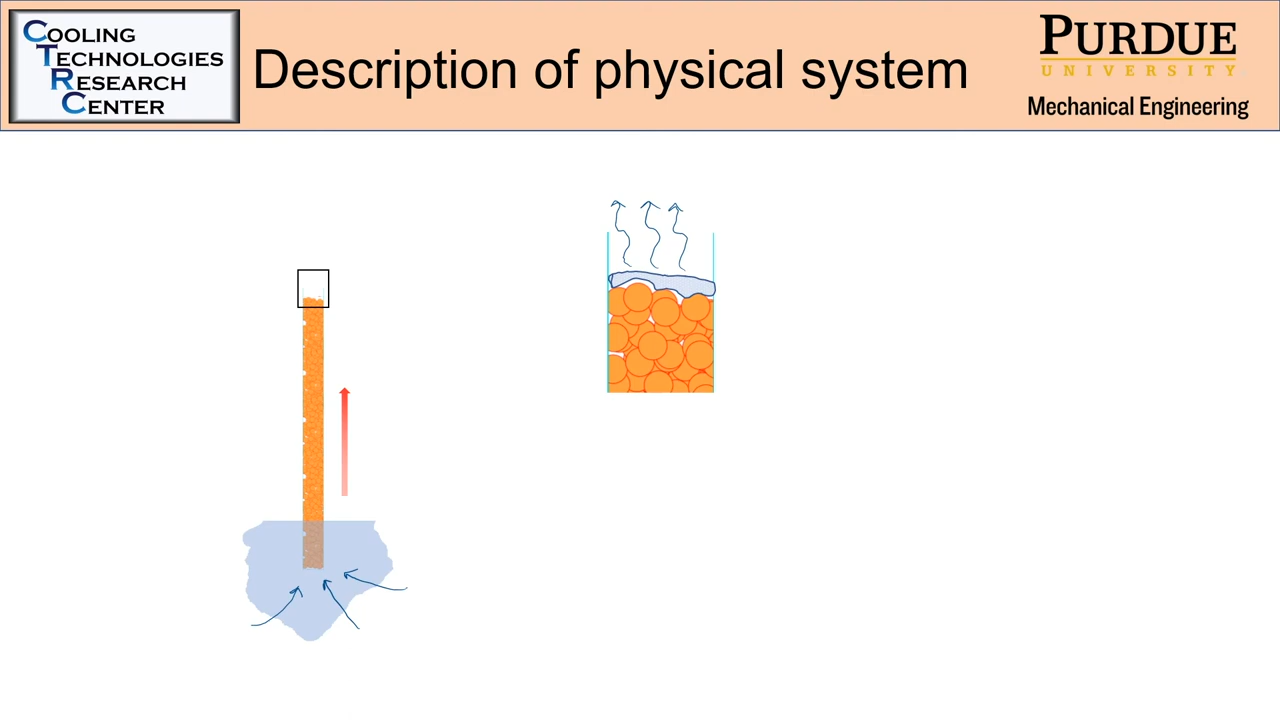 COOLING
TECHNOLOGIES
RESEARCH
CENTER
Description of physical system
PURDUE
UNIVERSITY
Mechanical Engineering